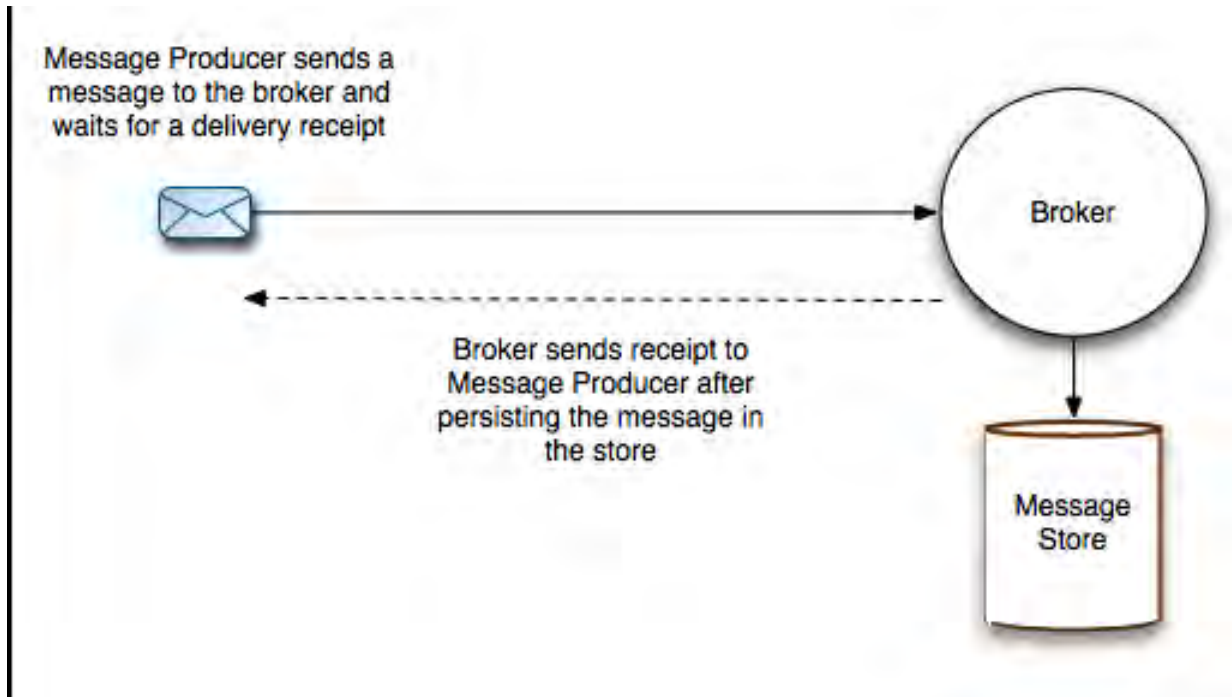 Message Producer sends a
message to the broker and
waits for a delivery receipt
Broker
Broker sends receipt to
Message Producer after
persisting the message in
the store
Message
Store